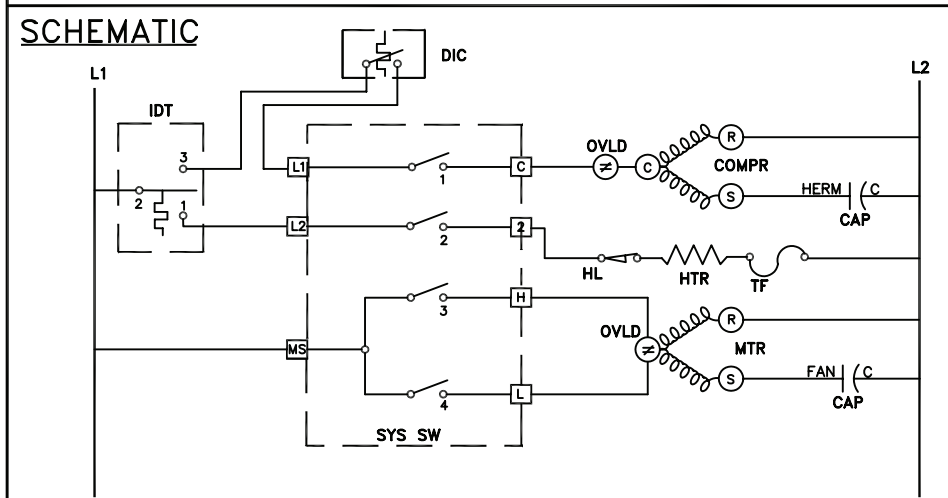 SCHEMATIC
DIC
L1
L2
IDT
3
2
1
L1
1
C
OVLD
C
R
COMPR
S
HERM
C
CAP
L2
2
2
HL
HTR
TF
3
H
OVLD
R
MTR
MS
S
FAN
C
CAP
4
L
SYS SW